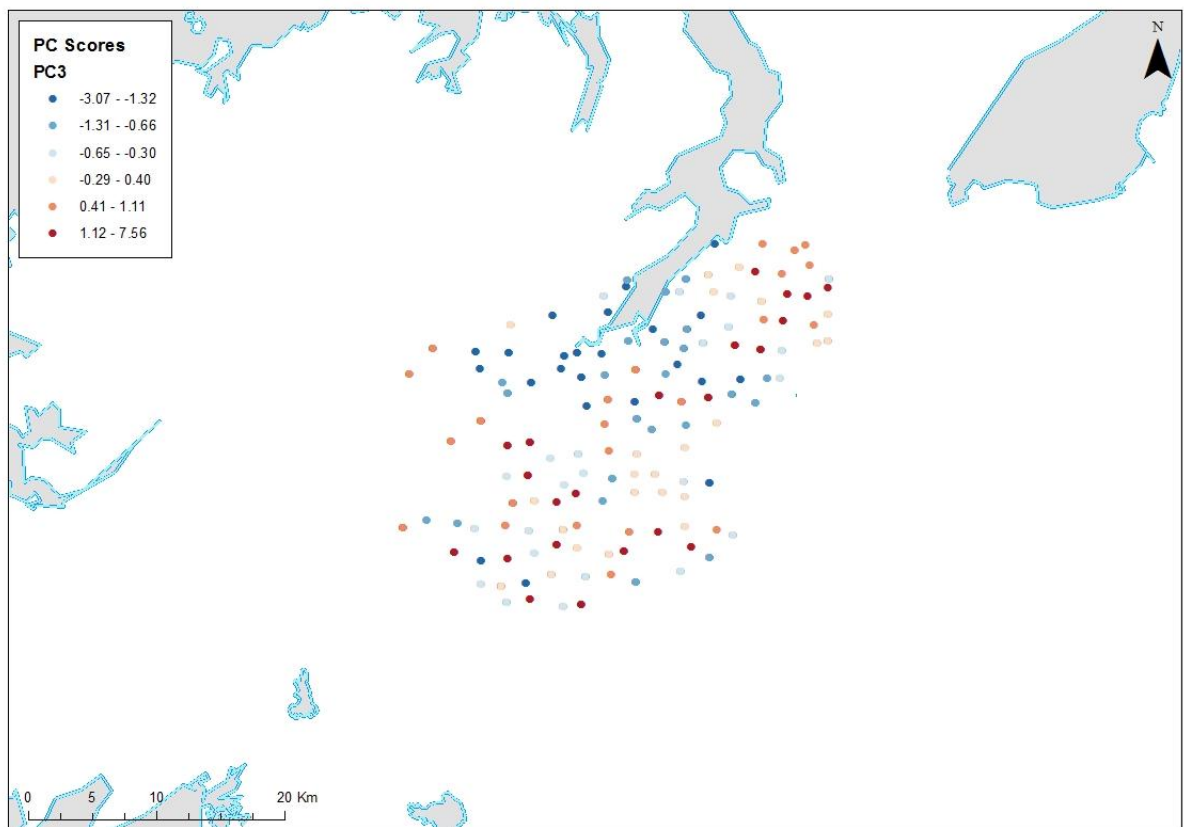 PC Scores
PC3
-3.07 - -1.32
-1.31 - -0.66
-0.65 - -0.30
-0.29 - 0.40
0.41 - 1.11
1.12 - 7.56
N
0 5 10 20 Km